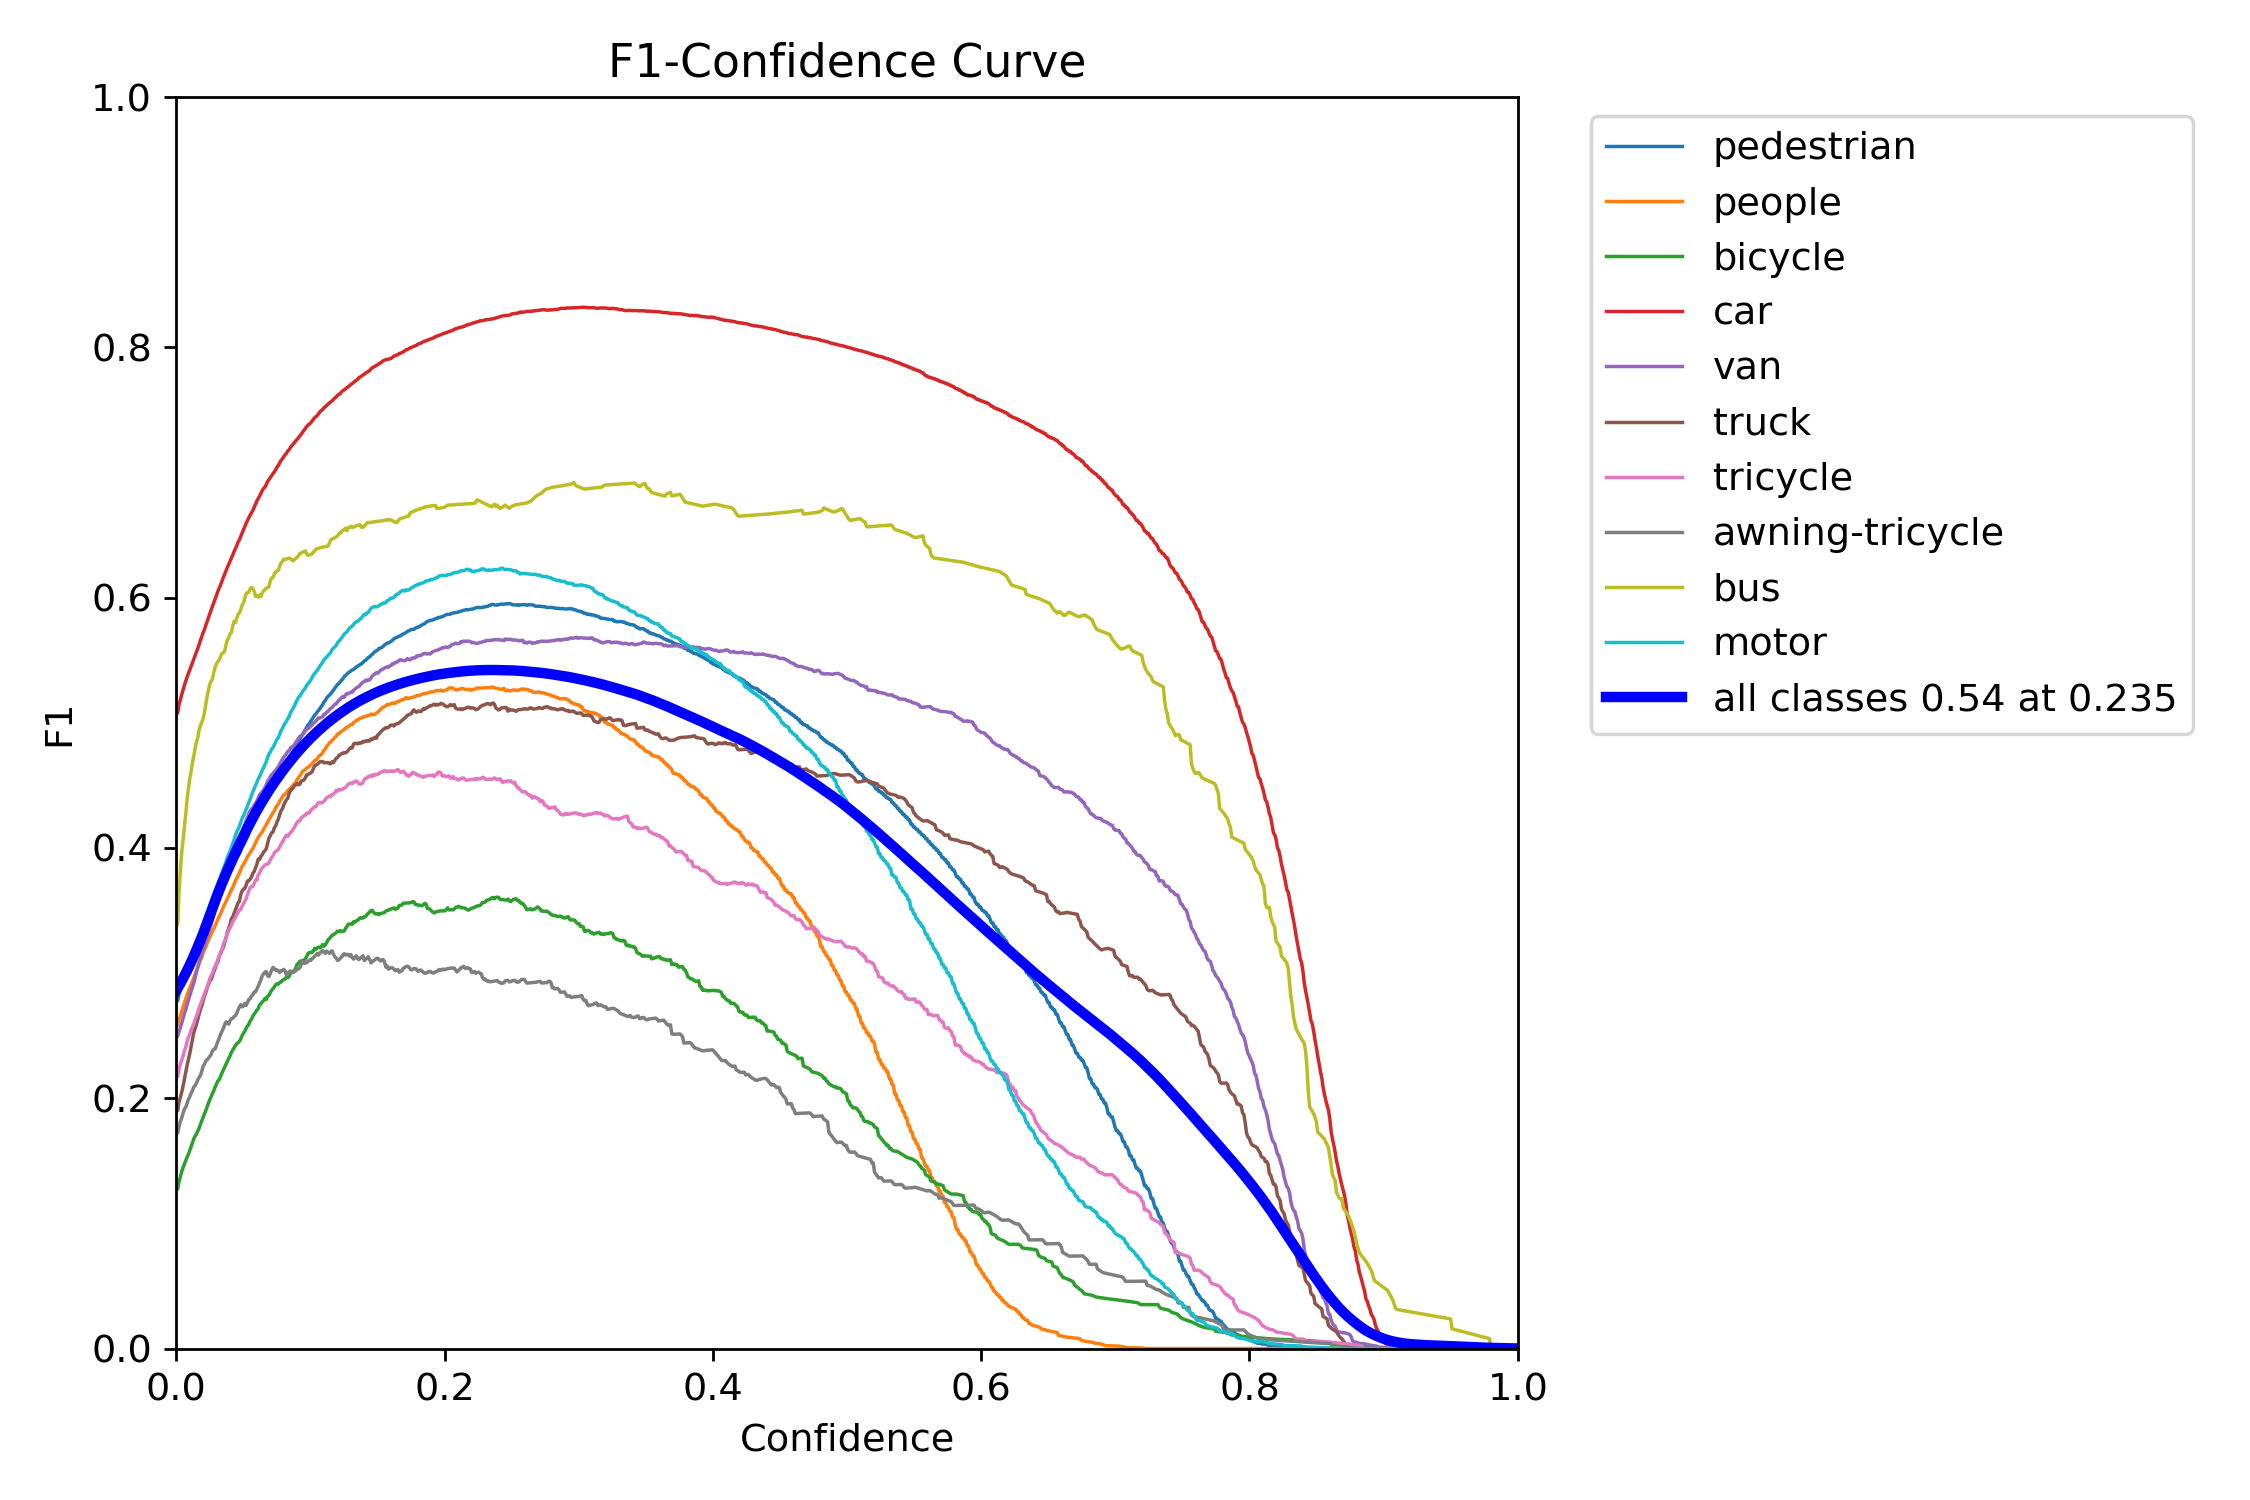 F1-Confidence Curve
1.0
0.8
0.6
0.4
0.2
0.0
F1
0.0 0.2 0.4 0.6 0.8 1.0
Confidence
pedestrian
people
bicycle
car
van
truck
tricycle
awning-tricycle
bus
motor
all classes 0.54 at 0.235